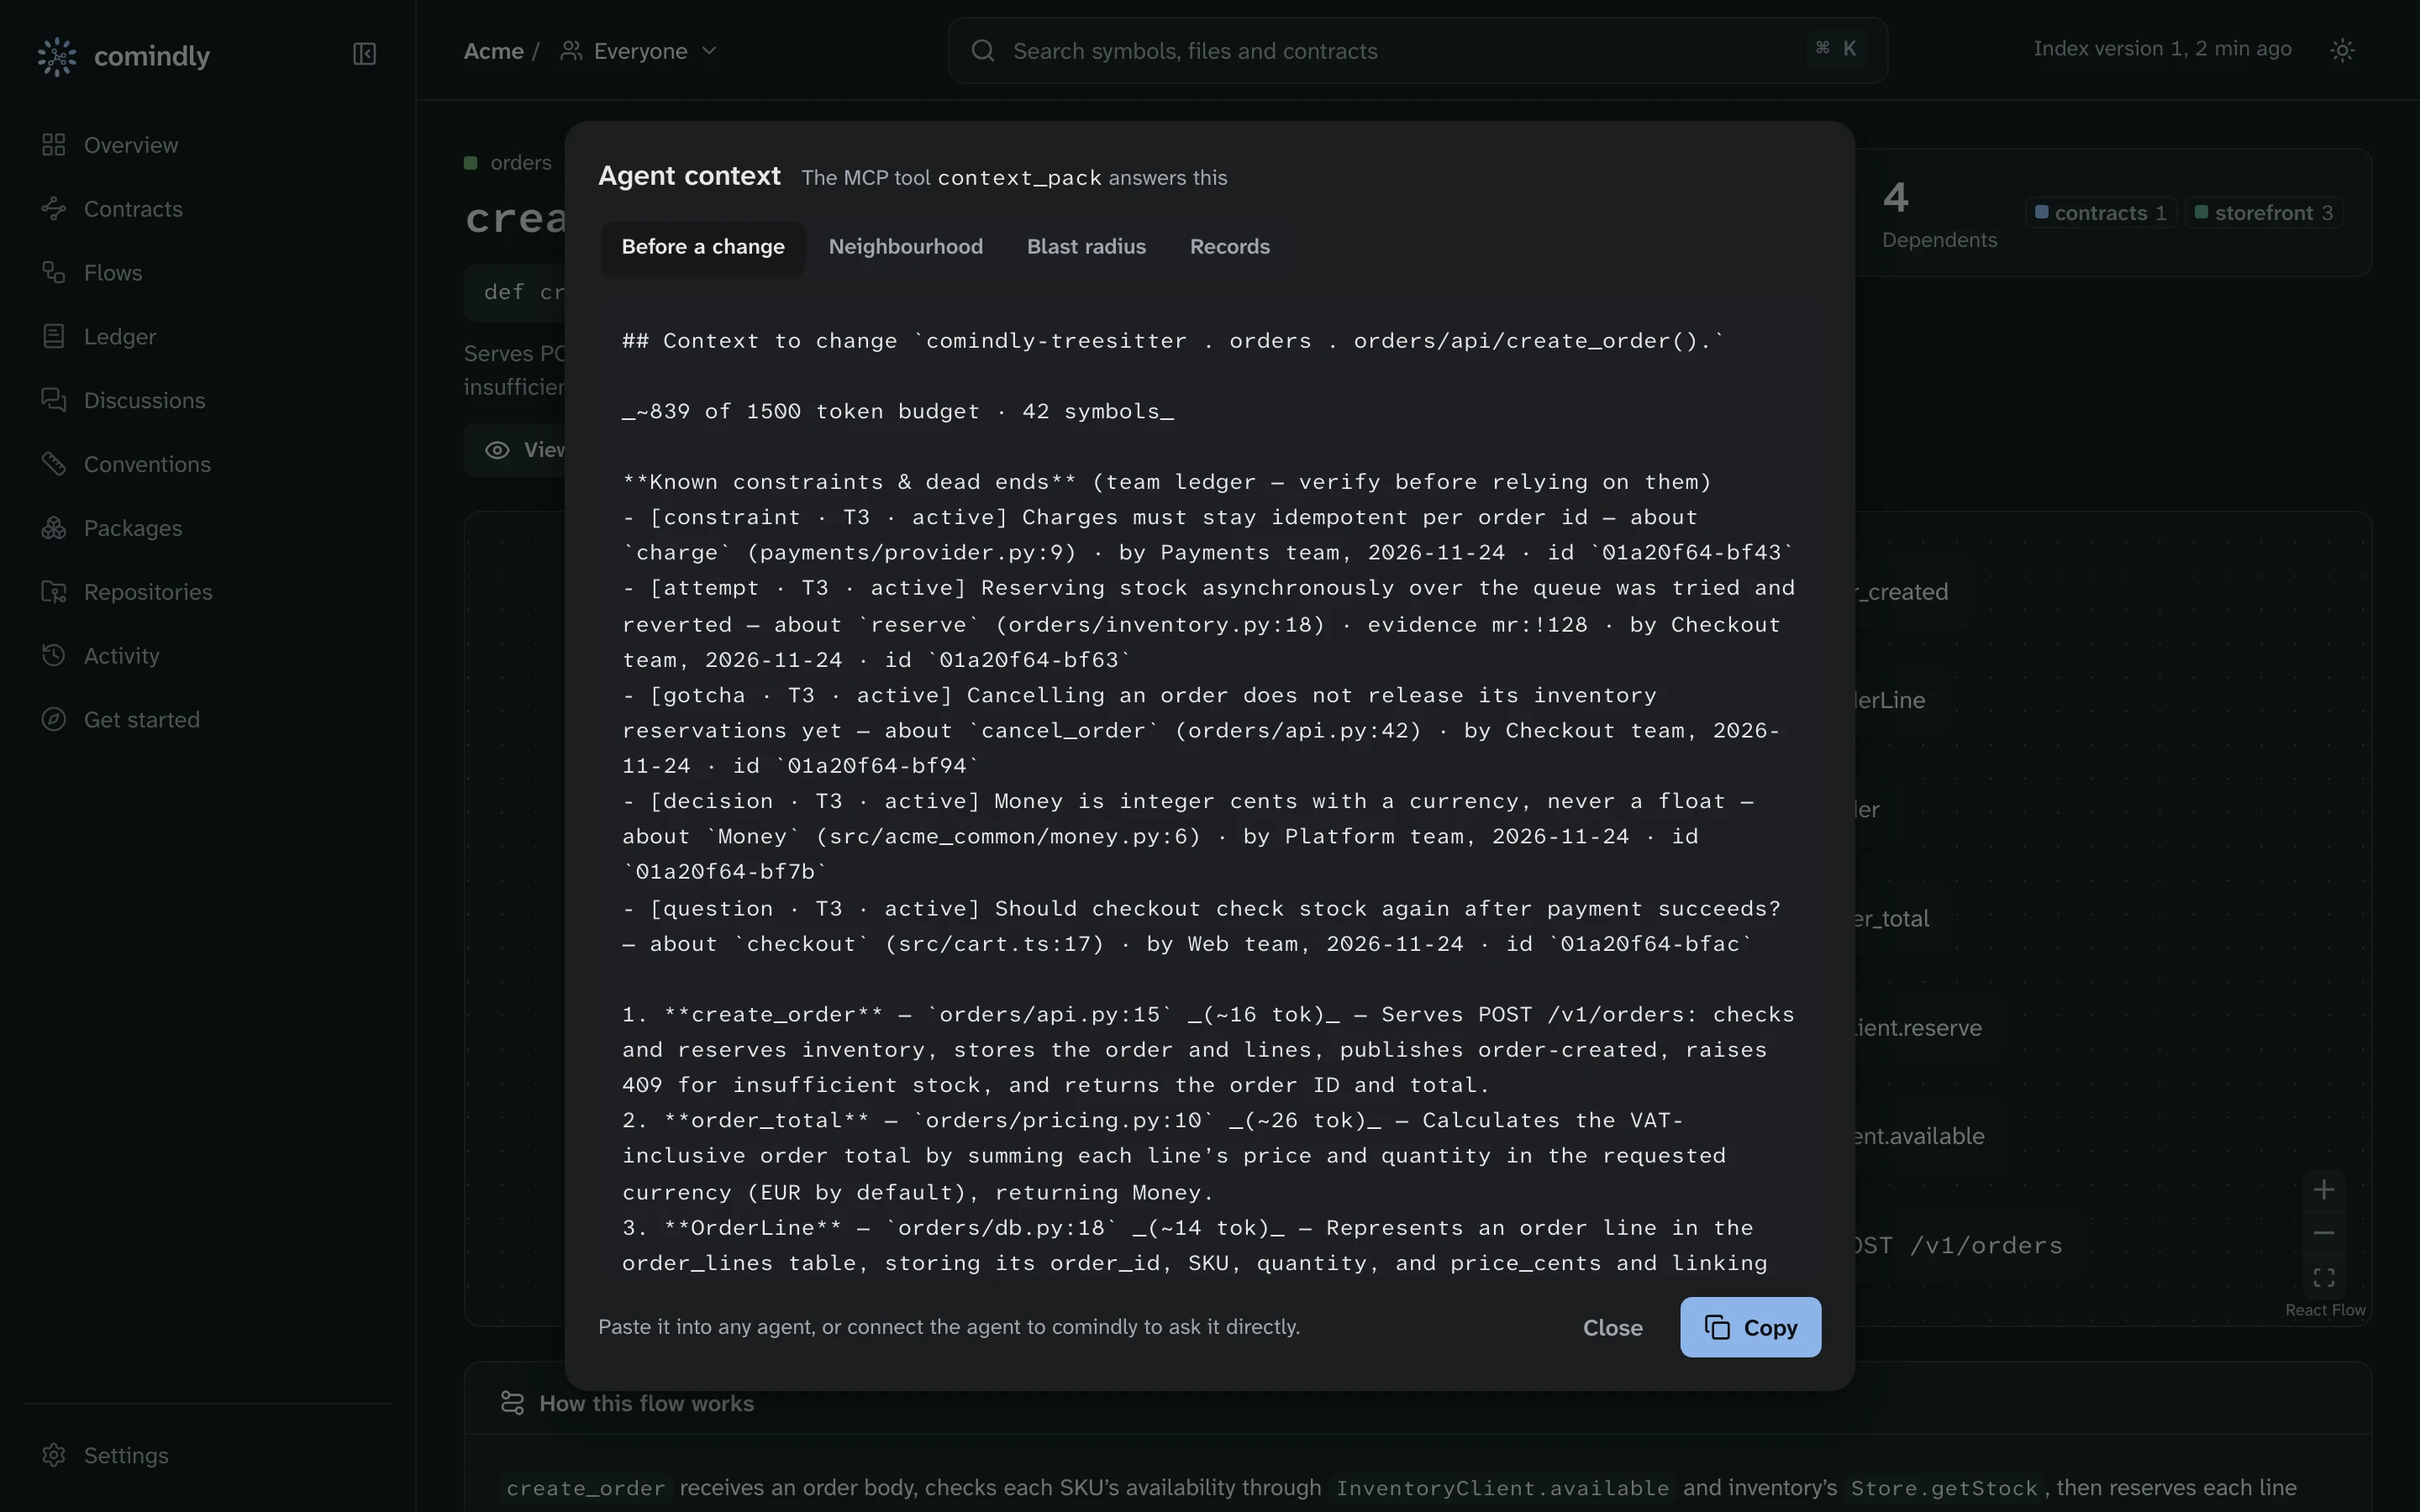 comindly
Acme / Everyone
Search symbols, files and contracts
⌘ K
Index version 1, 2 min ago
Overview
Contracts
Flows
Ledger
Discussions
Conventions
Packages
Repositories
Activity
Get started
Settings
orders
crea
def cr
Serves PO
insufficien
View
4
Dependents
contracts 1
storefront 3
Agent context
The MCP tool context_pack answers this
Before a change
Neighbourhood
Blast radius
Records
## Context to change `comindly-treesitter . orders . orders/api/create_order().`
_~839 of 1500 token budget · 42 symbols_
**Known constraints & dead ends** (team ledger — verify before relying on them)
- [constraint · T3 · active] Charges must stay idempotent per order id — about
`charge` (payments/provider.py:9) · by Payments team, 2026-11-24 · id `01a20f64-bf43`
- [attempt · T3 · active] Reserving stock asynchronously over the queue was tried and
reverted — about `reserve` (orders/inventory.py:18) · evidence mr:!128 · by Checkout
team, 2026-11-24 · id `01a20f64-bf63`
- [gotcha · T3 · active] Cancelling an order does not release its inventory
reservations yet — about `cancel_order` (orders/api.py:42) · by Checkout team, 2026-
11-24 · id `01a20f64-bf94`
- [decision · T3 · active] Money is integer cents with a currency, never a float —
about `Money` (src/acme_common/money.py:6) · by Platform team, 2026-11-24 · id
`01a20f64-bf7b`
- [question · T3 · active] Should checkout check stock again after payment succeeds?
— about `checkout` (src/cart.ts:17) · by Web team, 2026-11-24 · id `01a20f64-bfac`
1. **create_order** — `orders/api.py:15` _(~16 tok)_ — Serves POST /v1/orders: checks
and reserves inventory, stores the order and lines, publishes order-created, raises
409 for insufficient stock, and returns the order ID and total.
2. **order_total** — `orders/pricing.py:10` _(~26 tok)_ — Calculates the VAT-
inclusive order total by summing each line’s price and quantity in the requested
currency (EUR by default), returning Money.
3. **OrderLine** — `orders/db.py:18` _(~14 tok)_ — Represents an order line in the
order_lines table, storing its order_id, SKU, quantity, and price_cents and linking
Paste it into any agent, or connect the agent to comindly to ask it directly.
Close
Copy
r_created
lerLine
ler
er_total
ient.reserve
ent.available
OST /v1/orders
React Flow
How this flow works
create_order receives an order body, checks each SKU’s availability through InventoryClient.available and inventory’s Store.getStock, then reserves each line